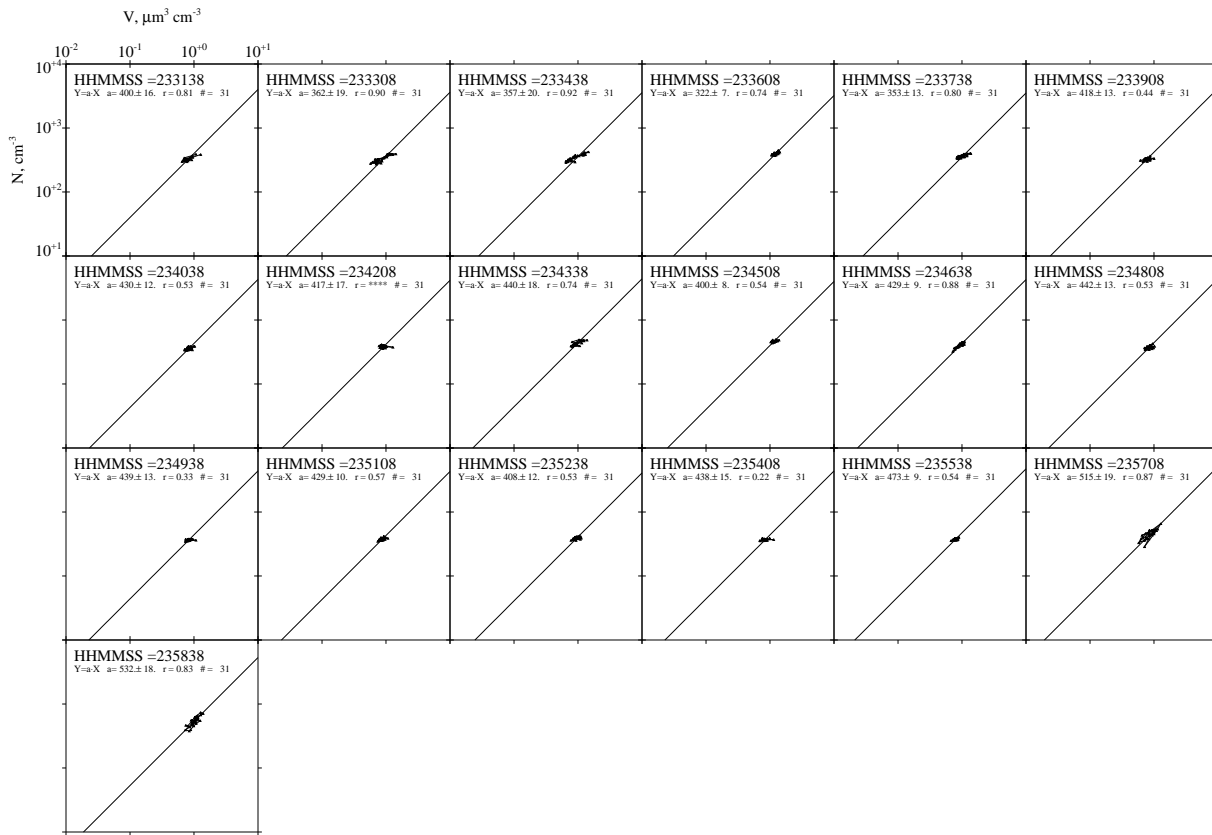 V, μm³ cm⁻³
10⁻² 10⁻¹ 10⁺⁰ 10⁺¹
N, cm⁻³
10⁺⁴
10⁺³
10⁺²
10⁺¹
HHMMSS =233138
Y=a·X a= 400.± 16. r = 0.81 # = 31
HHMMSS =233308
Y=a·X a= 362.± 19. r = 0.90 # = 31
HHMMSS =233438
Y=a·X a= 357.± 20. r = 0.92 # = 31
HHMMSS =233608
Y=a·X a= 322.± 7. r = 0.74 # = 31
HHMMSS =233738
Y=a·X a= 353.± 13. r = 0.80 # = 31
HHMMSS =233908
Y=a·X a= 418.± 13. r = 0.44 # = 31
HHMMSS =234038
Y=a·X a= 430.± 12. r = 0.53 # = 31
HHMMSS =234208
Y=a·X a= 417.± 17. r = **** # = 31
HHMMSS =234338
Y=a·X a= 440.± 18. r = 0.74 # = 31
HHMMSS =234508
Y=a·X a= 400.± 8. r = 0.54 # = 31
HHMMSS =234638
Y=a·X a= 429.± 9. r = 0.88 # = 31
HHMMSS =234808
Y=a·X a= 442.± 13. r = 0.53 # = 31
HHMMSS =234938
Y=a·X a= 439.± 13. r = 0.33 # = 31
HHMMSS =235108
Y=a·X a= 429.± 10. r = 0.57 # = 31
HHMMSS =235238
Y=a·X a= 408.± 12. r = 0.53 # = 31
HHMMSS =235408
Y=a·X a= 438.± 15. r = 0.22 # = 31
HHMMSS =235538
Y=a·X a= 473.± 9. r = 0.54 # = 31
HHMMSS =235708
Y=a·X a= 515.± 19. r = 0.87 # = 31
HHMMSS =235838
Y=a·X a= 532.± 18. r = 0.83 # = 31